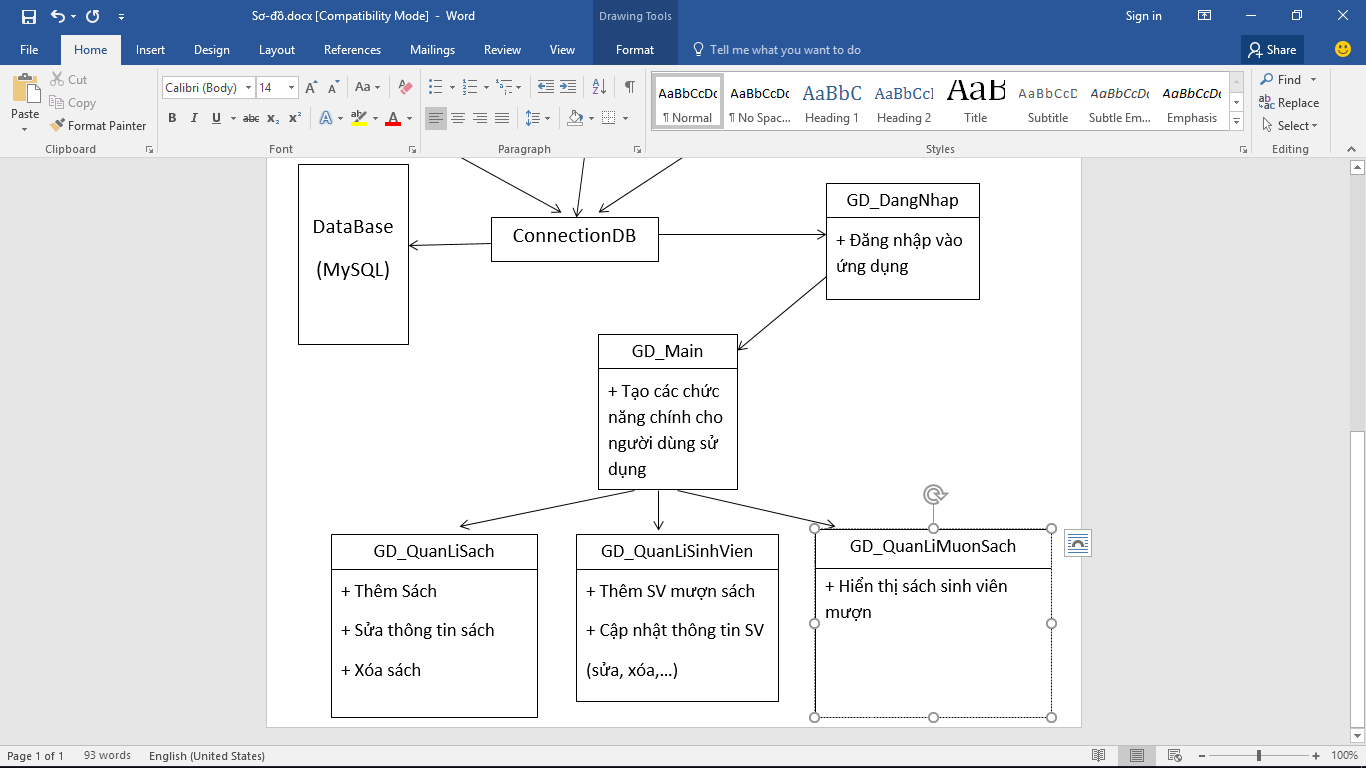 Sơ-đồ.docx [Compatibility Mode] - Word
Drawing Tools
Sign in
File
Home
Insert
Design
Layout
References
Mailings
Review
View
Format
Tell me what you want to do
Share
Paste
Cut
Copy
Format Painter
Clipboard
Calibri (Body)
14
Font
Paragraph
AaBbCcDc
¶ Normal
AaBbCcDc
¶ No Spac...
AaBbC
Heading 1
AaBbCcI
Heading 2
AaB
Title
AaBbCcD
Subtitle
AaBbCcDc
Subtle Em...
AaBbCcDc
Emphasis
Styles
Find
Replace
Select
Editing
DataBase
(MySQL)
ConnectionDB
GD_DangNhap
+ Đăng nhập vào
ứng dụng
GD_Main
+ Tạo các chức
năng chính cho
người dùng sử
dụng
GD_QuanLiSach
+ Thêm Sách
+ Sửa thông tin sách
+ Xóa sách
GD_QuanLiSinhVien
+ Thêm SV mượn sách
+ Cập nhật thông tin SV
(sửa, xóa,...)
GD_QuanLiMuonSach
+ Hiển thị sách sinh viên
mượn
Page 1 of 1
93 words
English (United States)
100%